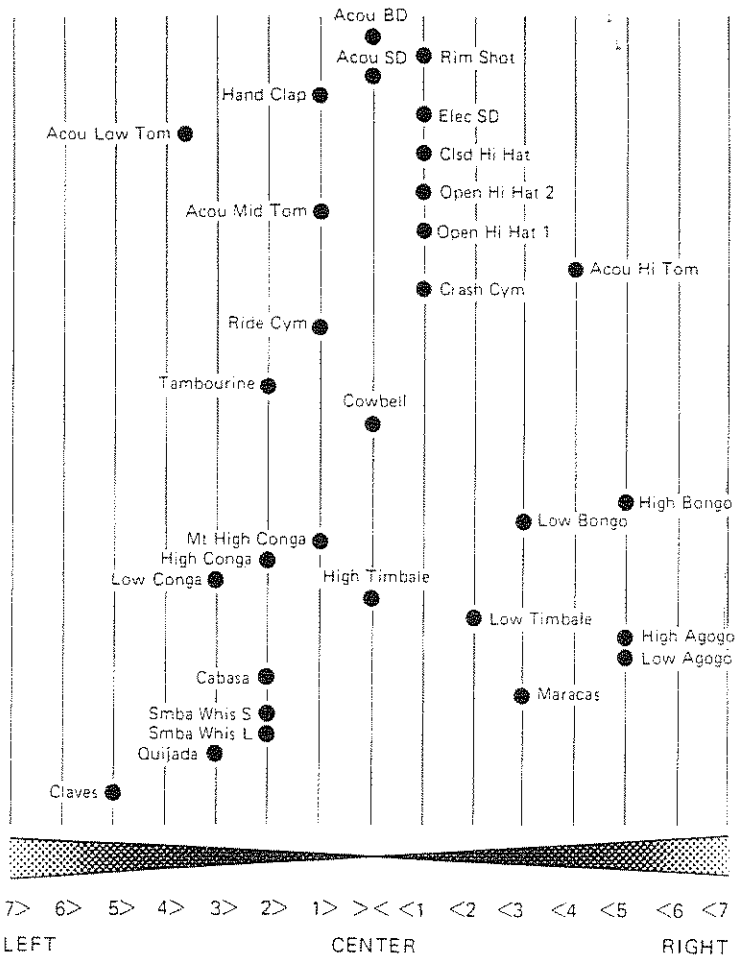 Acou BD
Acou SD
Rim Shot
Hand Clap
Elec SD
Acou Low Tom
Clsd Hi Hat
Open Hi Hat 2
Acou Mid Tom
Open Hi Hat 1
Acou Hi Tom
Crash Cym
Ride Cym
Tambourine
Cowbell
High Bongo
Low Bongo
Mt High Conga
High Conga
Low Conga
High Timbale
Low Timbale
High Agogo
Low Agogo
Cabasa
Maracas
Smba Whis S
Smba Whis L
Quijada
Claves
7> 6> 5> 4> 3> 2> 1> >< <1 <2 <3 <4 <5 <6 <7
LEFT CENTER RIGHT